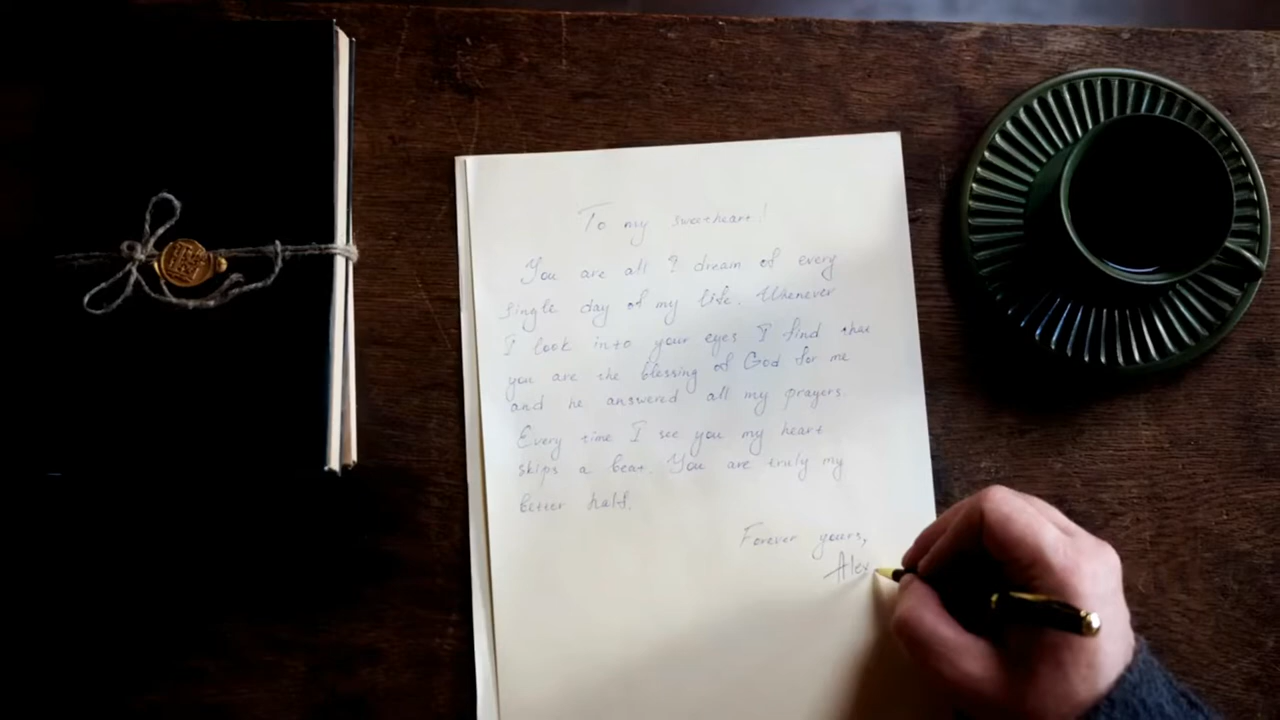 To my sweetheart!
You are all I dream of every
single day of my life. Whenever
I look into your eyes I find that
you are the blessing of God for me
and he answered all my prayers.
Every time I see you my heart
skips a beat. You are truly my
better half.
Forever yours,
Alex